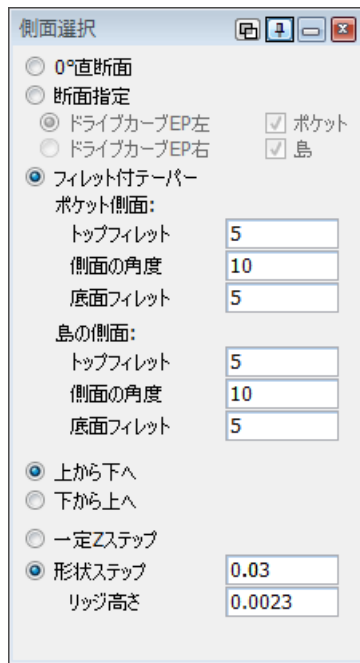 側面選択
0°直断面
断面指定
ドライブカーブEP左 ポケット
ドライブカーブEP右 島
フィレット付テーパー
ポケット側面:
トップフィレット 5
側面の角度 10
底面フィレット 5
島の側面:
トップフィレット 5
側面の角度 10
底面フィレット 5
上から下へ
下から上へ
一定Zステップ
形状ステップ 0.03
リッジ高さ 0.0023